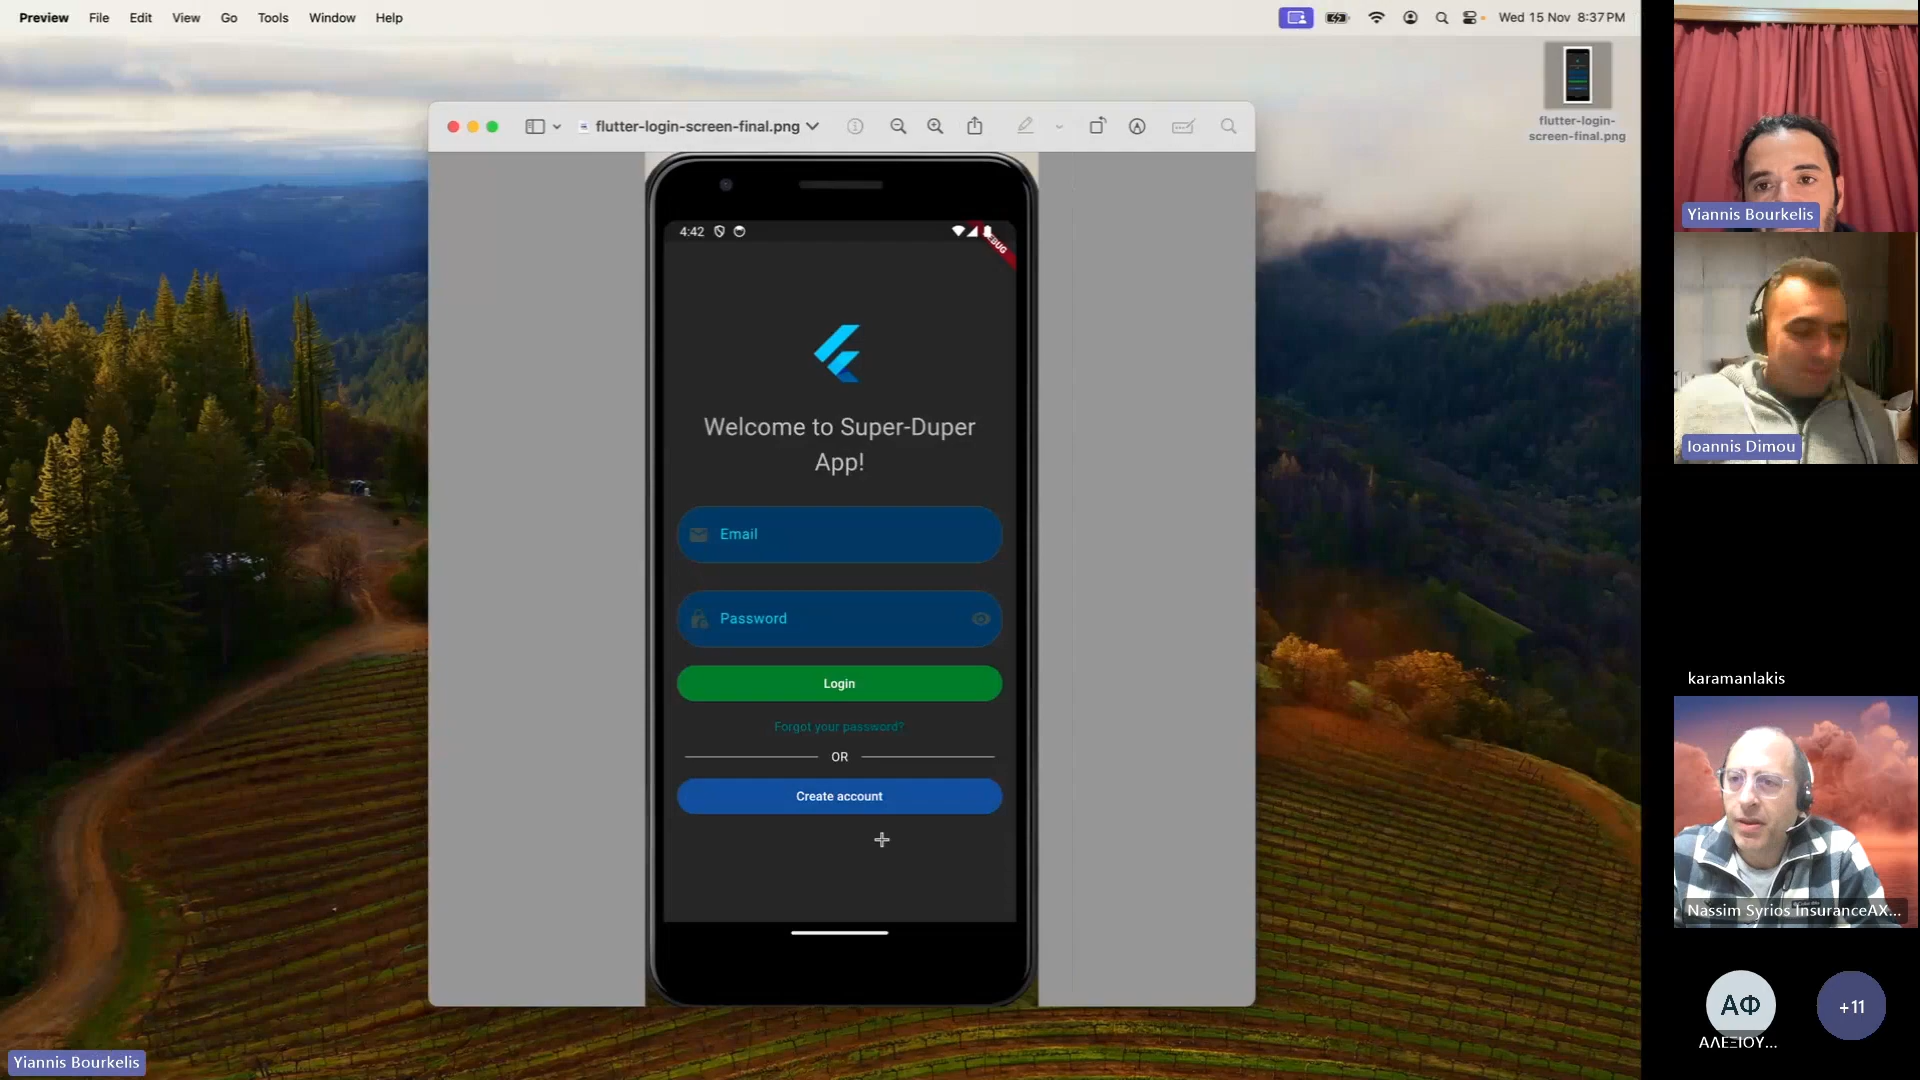 Preview File Edit View Go Tools Window Help
Wed 15 Nov 8:37 PM
flutter-login-screen-final.png
flutter-login-
screen-final.png
4:42
Welcome to Super-Duper
App!
Email
Password
Login
Forgot your password?
OR
Create account
Yiannis Bourkelis
Yiannis Bourkelis
Ioannis Dimou
karamanlakis
Nassim Syrios InsuranceAX...
ΑΦ
ΑΛΕΞΙΟΥ...
+11